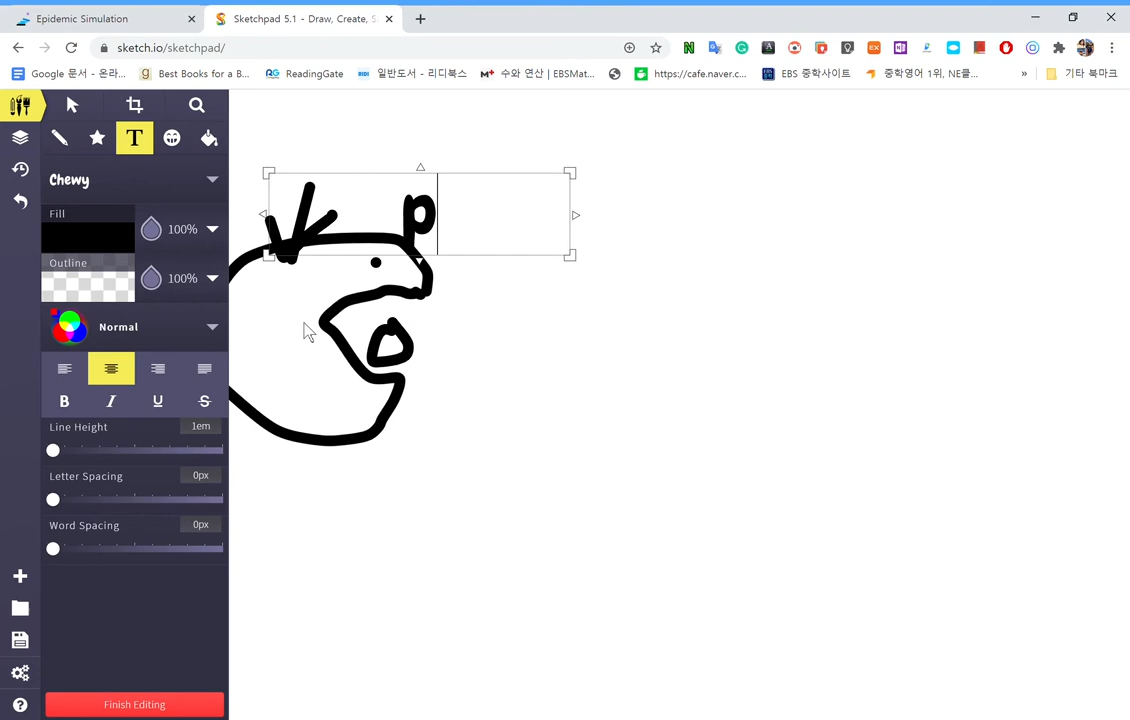 Epidemic Simulation
Sketchpad 5.1 - Draw, Create, S
sketch.io/sketchpad/
Google 문서 - 온라...
Best Books for a B...
ReadingGate
일반도서 - 리디북스
수와 연산 | EBSMat...
https://cafe.naver.c...
EBS 중학사이트
중학영어 1위, NE클...
»
기타 북마크
T
Chewy
Fill
100%
Outline
100%
Normal
B I U S
Line Height 1em
Letter Spacing 0px
Word Spacing 0px
Finish Editing
p